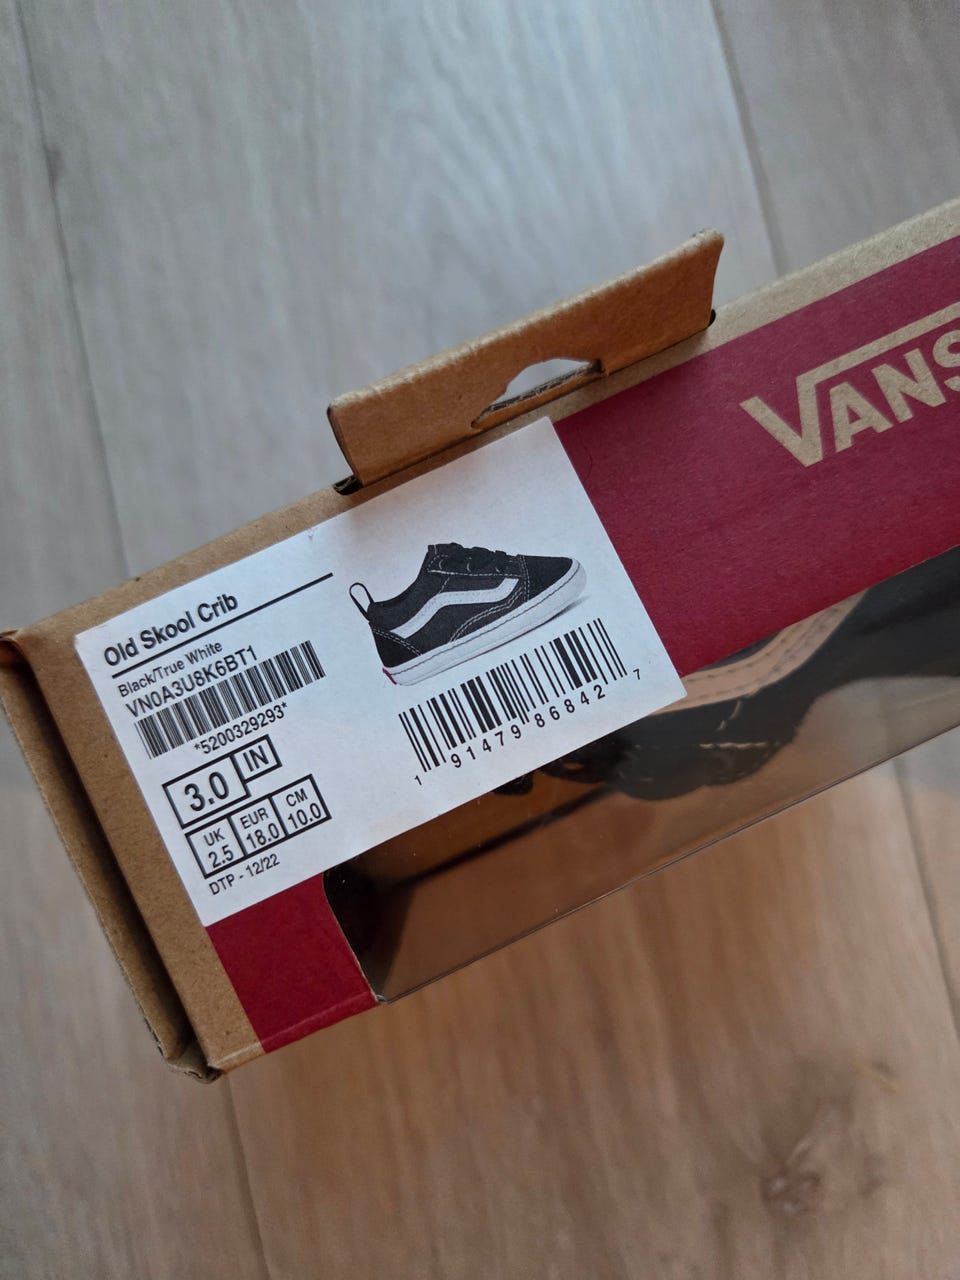 VANS
Old Skool Crib
Black/True White
VN0A3U8K6BT1
*5200329293*
3.0 IN
UK EUR CM
2.5 18.0 10.0
DTP - 12/22
1 91479 86842 7